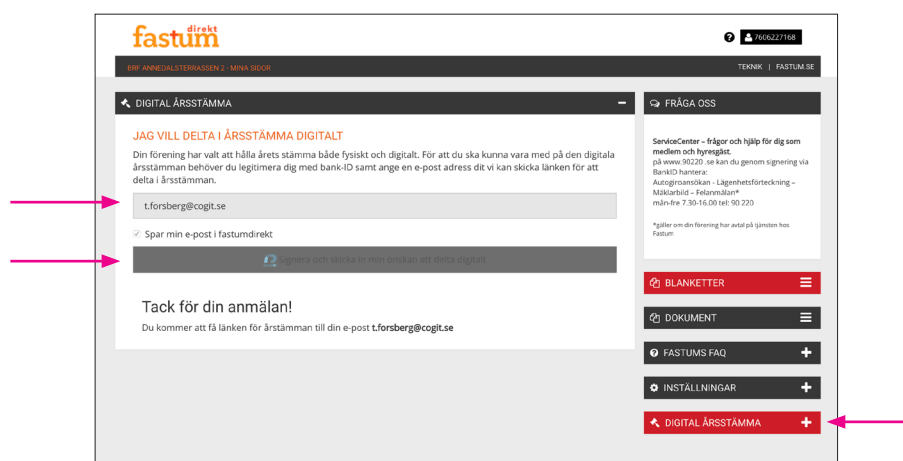 direkt
fastum
7606227168
BRF ANNEDALSTERRASSEN 2 - MINA SIDOR
TEKNIK | FASTUM.SE
DIGITAL ÅRSSTÄMMA
JAG VILL DELTA I ÅRSSTÄMMA DIGITALT
Din förening har valt att hålla årets stämma både fysiskt och digitalt. För att du ska kunna vara med på den digitala
årsstämman behöver du legitimera dig med bank-ID samt ange en e-post adress dit vi kan skicka länken för att
delta i årsstämman.
t.forsberg@cogit.se
Spar min e-post i fastumdirekt
Signera och skicka in min önskan att delta digitalt
Tack för din anmälan!
Du kommer att få länken för årstämman till din e-post t.forsberg@cogit.se
FRÅGA OSS
ServiceCenter – frågor och hjälp för dig som
medlem och hyresgäst.
på www.90220 .se kan du genom signering via
BankID hantera:
Autogiroansökan - Lägenhetsförteckning –
Mäklarbild – Felanmälan*
mån-fre 7.30-16.00 tel: 90 220
*gäller om din förening har avtal på tjänsten hos
Fastum
BLANKETTER
DOKUMENT
FASTUMS FAQ
INSTÄLLNINGAR
DIGITAL ÅRSSTÄMMA